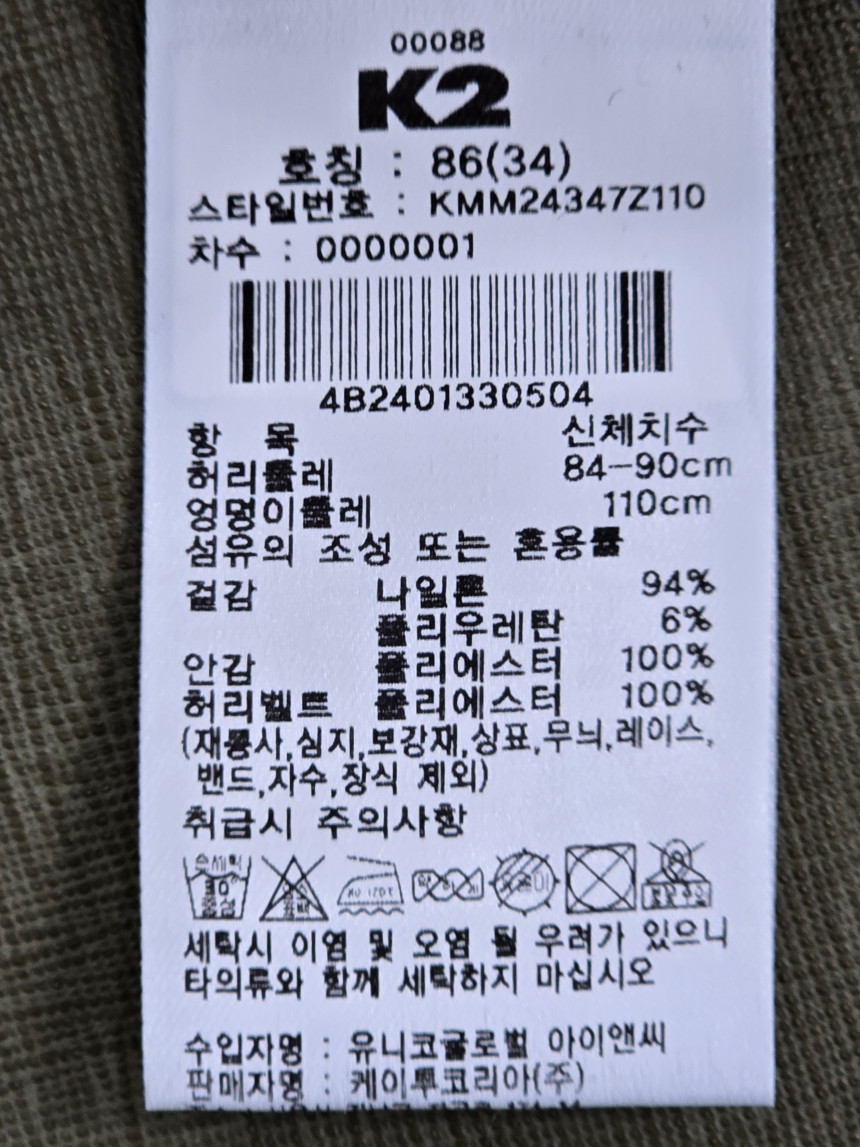 00088
K2
호칭 : 86(34)
스타일번호 : KMM24347Z110
차수 : 0000001
4B2401330504
항 목 신체치수
허리둘레 84-90cm
엉덩이둘레 110cm
섬유의 조성 또는 혼용률
겉감 나일론 94%
폴리우레탄 6%
안감 폴리에스터 100%
허리벨트 폴리에스터 100%
(재봉사,심지,보강재,상표,무늬,레이스,
밴드,자수,장식 제외)
취급시 주의사항
손세탁
30°
중성
세탁시 이염 및 오염 될 우려가 있으니
타의류와 함께 세탁하지 마십시오
수입자명 : 유니코글로벌 아이앤씨
판매자명 : 케이투코리아(주)